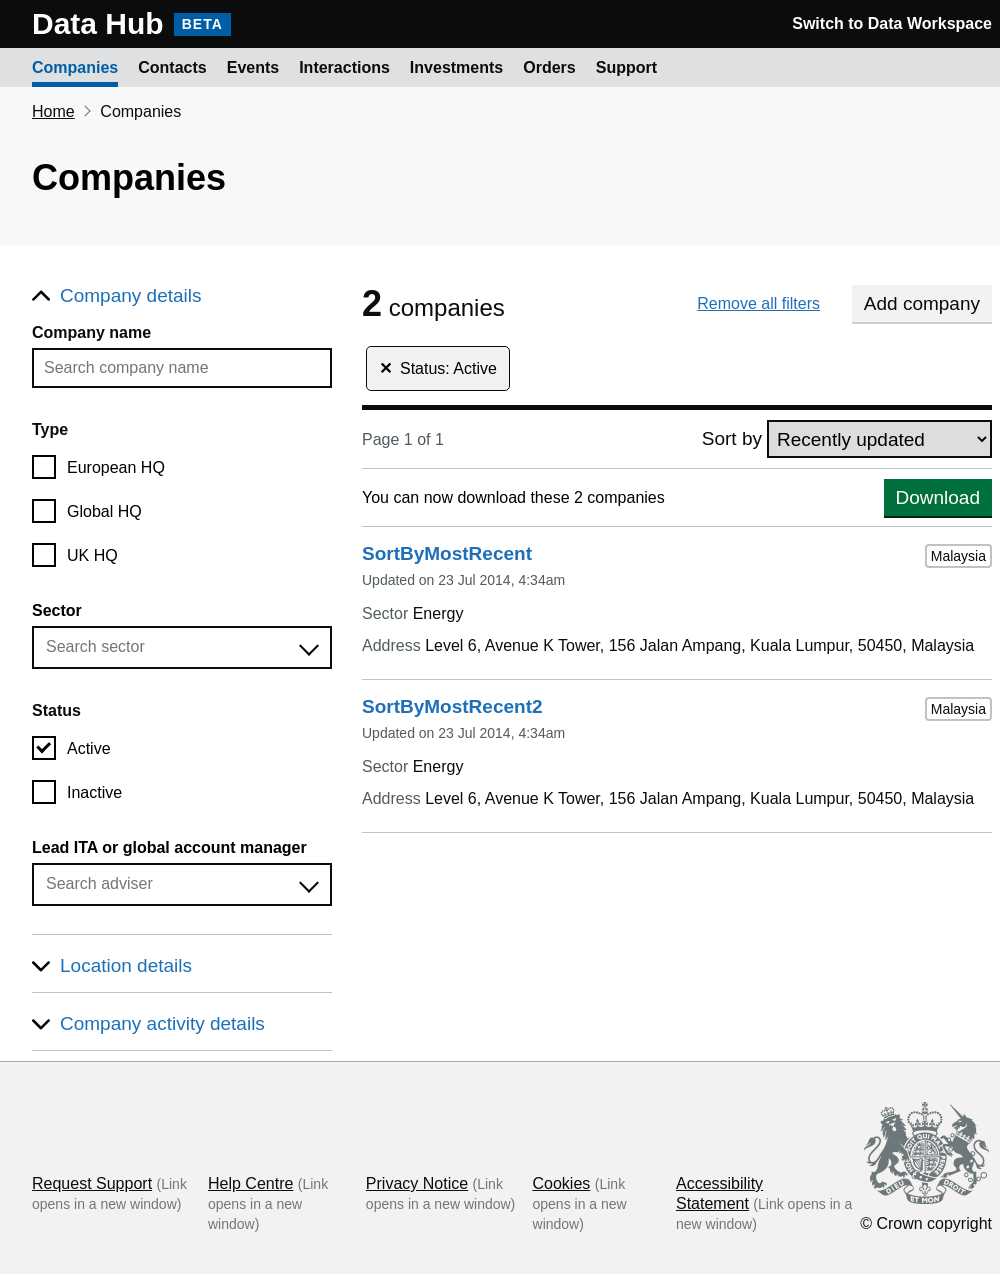 Data Hub BETA
Switch to Data Workspace
Companies Contacts Events Interactions Investments Orders Support
Home Companies
Companies
Company details
Company name
Search company name
Type
European HQ
Global HQ
UK HQ
Sector
Search sector
Status
Active
Inactive
Lead ITA or global account manager
Search adviser
Location details
Company activity details
2 companies
Remove all filters
Add company
✕ Status: Active
Page 1 of 1
Sort by Recently updated
You can now download these 2 companies
Download
SortByMostRecent
Malaysia
Updated on 23 Jul 2014, 4:34am
Sector Energy
Address Level 6, Avenue K Tower, 156 Jalan Ampang, Kuala Lumpur, 50450, Malaysia
SortByMostRecent2
Malaysia
Updated on 23 Jul 2014, 4:34am
Sector Energy
Address Level 6, Avenue K Tower, 156 Jalan Ampang, Kuala Lumpur, 50450, Malaysia
Request Support (Link
opens in a new window)
Help Centre (Link
opens in a new
window)
Privacy Notice (Link
opens in a new window)
Cookies (Link
opens in a new
window)
Accessibility
Statement (Link opens in a
new window)
DIEU ET MON DROIT
© Crown copyright